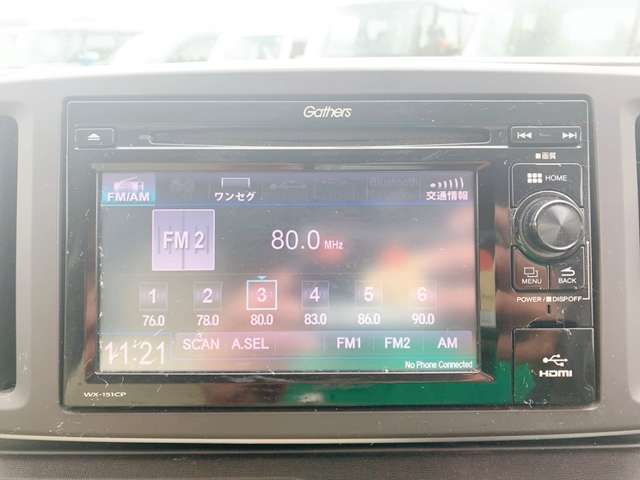 Gathers
■画質
FM/AM
ワンセグ
Bluetooth
交通情報
HOME
FM 2
80.0 MHz
1 2 3 4 5 6
76.0 78.0 80.0 83.0 86.0 90.0
MENU
BACK
POWER/■DISP.OFF
11:21
SCAN A.SEL FM1 FM2 AM
No Phone Connected
HDMI
WX-151CP